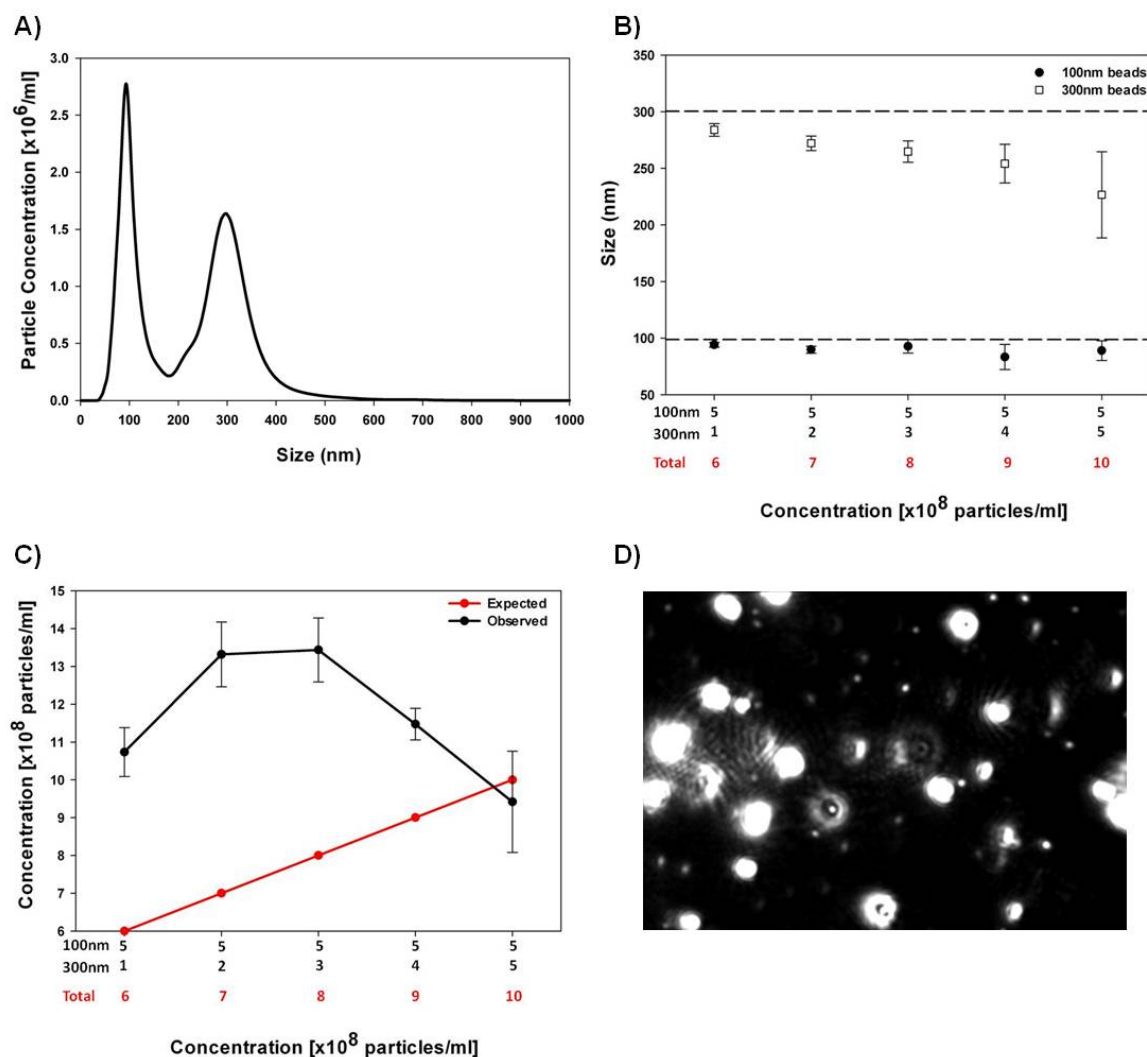 A)
3.0
2.5
2.0
1.5
1.0
0.5
0.0
Particle Concentration [x10⁶/ml]
0 100 200 300 400 500 600 700 800 900 1000
Size (nm)
B)
350
300
250
200
150
100
50
Size (nm)
100nm beads
300nm beads
100nm 5 5 5 5 5
300nm 1 2 3 4 5
Total 6 7 8 9 10
Concentration [x10⁸ particles/ml]
C)
15
14
13
12
11
10
9
8
7
6
Concentration [x10⁸ particles/ml]
Expected
Observed
100nm 5 5 5 5 5
300nm 1 2 3 4 5
Total 6 7 8 9 10
Concentration [x10⁸ particles/ml]
D)